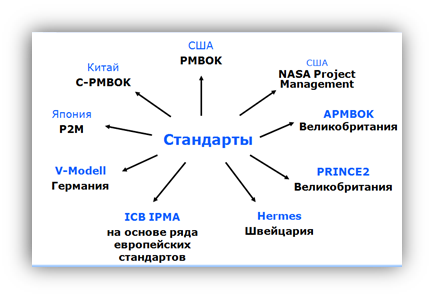 США
PMBOK
Китай
C-PMBOK
США
NASA Project
Management
Япония
P2M
APMBOK
Великобритания
Стандарты
V-Modell
Германия
PRINCE2
Великобритания
ICB IPMA
на основе ряда
европейских
стандартов
Hermes
Швейцария